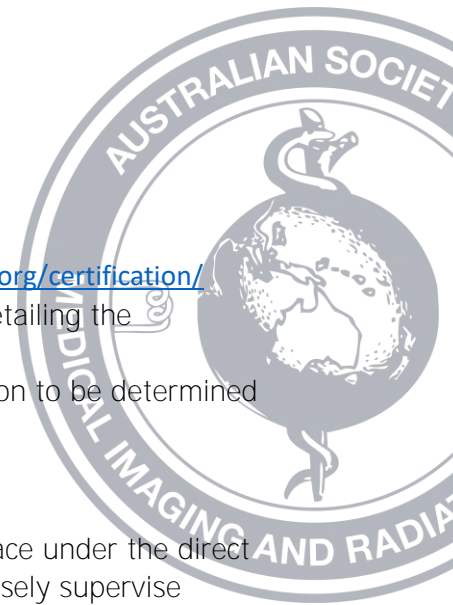 AUSTRALIAN SOCIET
MEDICAL IMAGING AND RADIAT
org/certification/
etailing the
on to be determined
ace under the direct
sely supervise